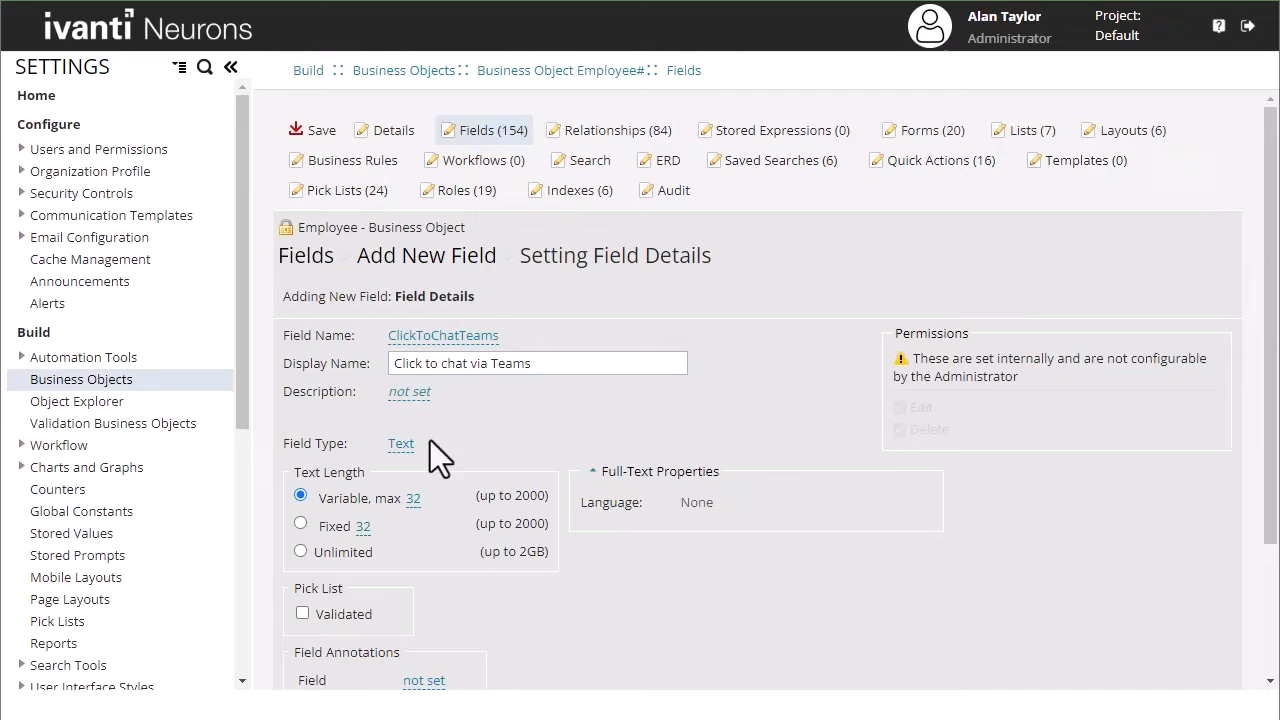 ivanti Neurons
Alan Taylor
Administrator
Project:
Default
SETTINGS
Home
Configure
Users and Permissions
Organization Profile
Security Controls
Communication Templates
Email Configuration
Cache Management
Announcements
Alerts
Build
Automation Tools
Business Objects
Object Explorer
Validation Business Objects
Workflow
Charts and Graphs
Counters
Global Constants
Stored Values
Stored Prompts
Mobile Layouts
Page Layouts
Pick Lists
Reports
Search Tools
User Interface Styles
Build :: Business Objects:: Business Object Employee#:: Fields
Save Details Fields (154) Relationships (84) Stored Expressions (0) Forms (20) Lists (7) Layouts (6)
Business Rules Workflows (0) Search ERD Saved Searches (6) Quick Actions (16) Templates (0)
Pick Lists (24) Roles (19) Indexes (6) Audit
Employee - Business Object
Fields Add New Field Setting Field Details
Adding New Field: Field Details
Field Name: ClickToChatTeams
Display Name: Click to chat via Teams
Description: not set
Field Type: Text
Text Length
Variable, max 32 (up to 2000)
Fixed 32 (up to 2000)
Unlimited (up to 2GB)
Full-Text Properties
Language: None
Permissions
These are set internally and are not configurable
by the Administrator
Edit
Delete
Pick List
Validated
Field Annotations
Field not set